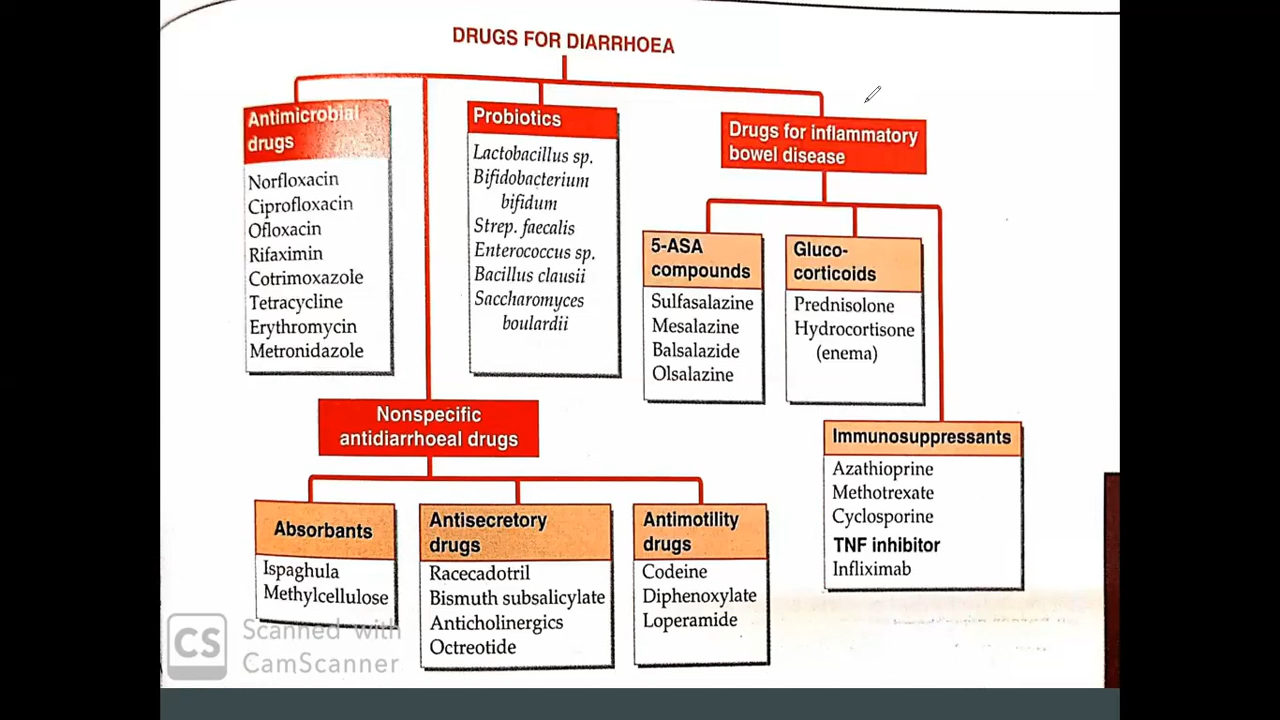 DRUGS FOR DIARRHOEA
Antimicrobial
drugs
Norfloxacin
Ciprofloxacin
Ofloxacin
Rifaximin
Cotrimoxazole
Tetracycline
Erythromycin
Metronidazole
Probiotics
Lactobacillus sp.
Bifidobacterium
bifidum
Strep. faecalis
Enterococcus sp.
Bacillus clausii
Saccharomyces
boulardii
Drugs for inflammatory
bowel disease
5-ASA
compounds
Sulfasalazine
Mesalazine
Balsalazide
Olsalazine
Gluco-
corticoids
Prednisolone
Hydrocortisone
(enema)
Immunosuppressants
Azathioprine
Methotrexate
Cyclosporine
TNF inhibitor
Infliximab
Nonspecific
antidiarrhoeal drugs
Absorbants
Ispaghula
Methylcellulose
Antisecretory
drugs
Racecadotril
Bismuth subsalicylate
Anticholinergics
Octreotide
Antimotility
drugs
Codeine
Diphenoxylate
Loperamide
CS
Scanned with
CamScanner